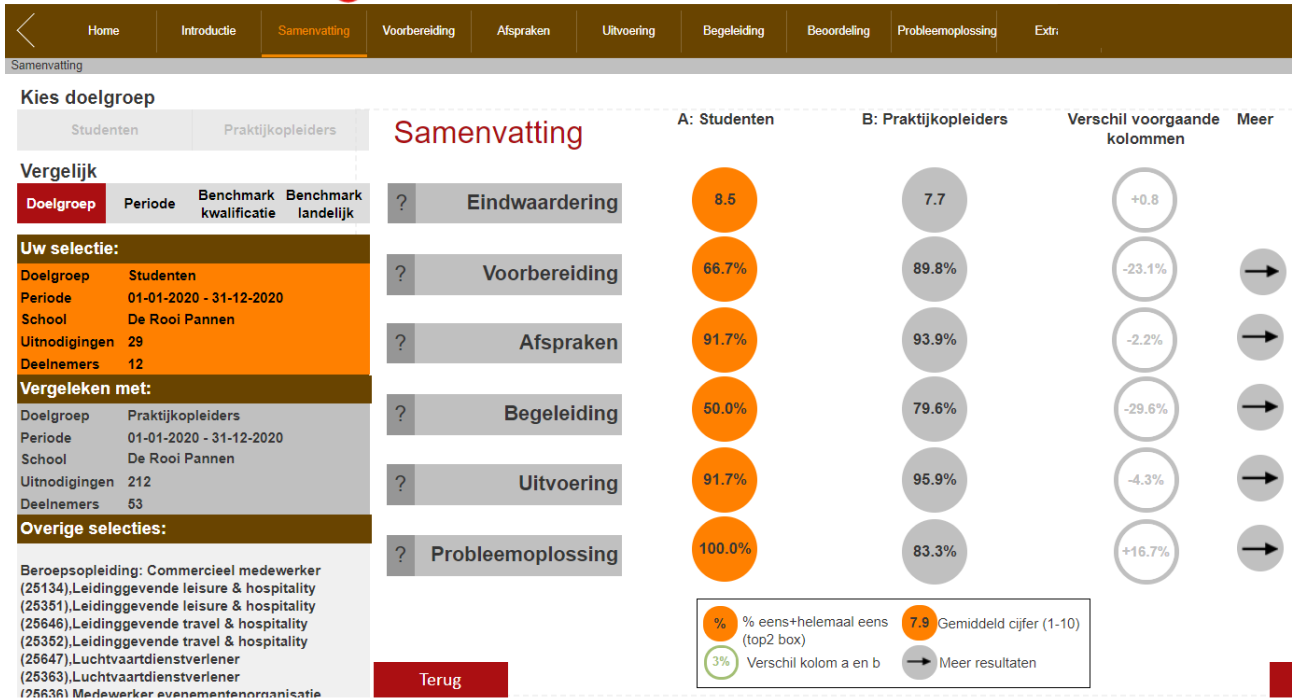 Home Introductie Samenvatting Voorbereiding Afspraken Uitvoering Begeleiding Beoordeling Probleemoplossing Extra
Samenvatting
Kies doelgroep
Studenten Praktijkopleiders
Vergelijk
Doelgroep Periode Benchmark kwalificatie Benchmark landelijk
Uw selectie:
Doelgroep Studenten
Periode 01-01-2020 - 31-12-2020
School De Rooi Pannen
Uitnodigingen 29
Deelnemers 12
Vergeleken met:
Doelgroep Praktijkopleiders
Periode 01-01-2020 - 31-12-2020
School De Rooi Pannen
Uitnodigingen 212
Deelnemers 53
Overige selecties:
Beroepsopleiding: Commercieel medewerker
(25134),Leidinggevende leisure & hospitality
(25351),Leidinggevende leisure & hospitality
(25646),Leidinggevende travel & hospitality
(25352),Leidinggevende travel & hospitality
(25647),Luchtvaartdienstverlener
(25363),Luchtvaartdienstverlener
(25636),Medewerker evenementenorganisatie
Samenvatting
A: Studenten B: Praktijkopleiders Verschil voorgaande kolommen Meer
? Eindwaardering 8.5 7.7 +0.8
? Voorbereiding 66.7% 89.8% -23.1%
? Afspraken 91.7% 93.9% -2.2%
? Begeleiding 50.0% 79.6% -29.6%
? Uitvoering 91.7% 95.9% -4.3%
? Probleemoplossing 100.0% 83.3% +16.7%
% % eens+helemaal eens (top2 box)
7.9 Gemiddeld cijfer (1-10)
3% Verschil kolom a en b
Meer resultaten
Terug